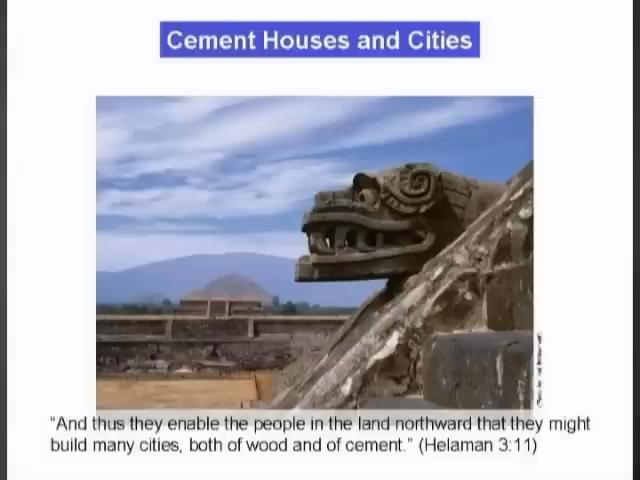 Cement Houses and Cities
"And thus they enable the people in the land northward that they might
build many cities, both of wood and of cement." (Helaman 3:11)